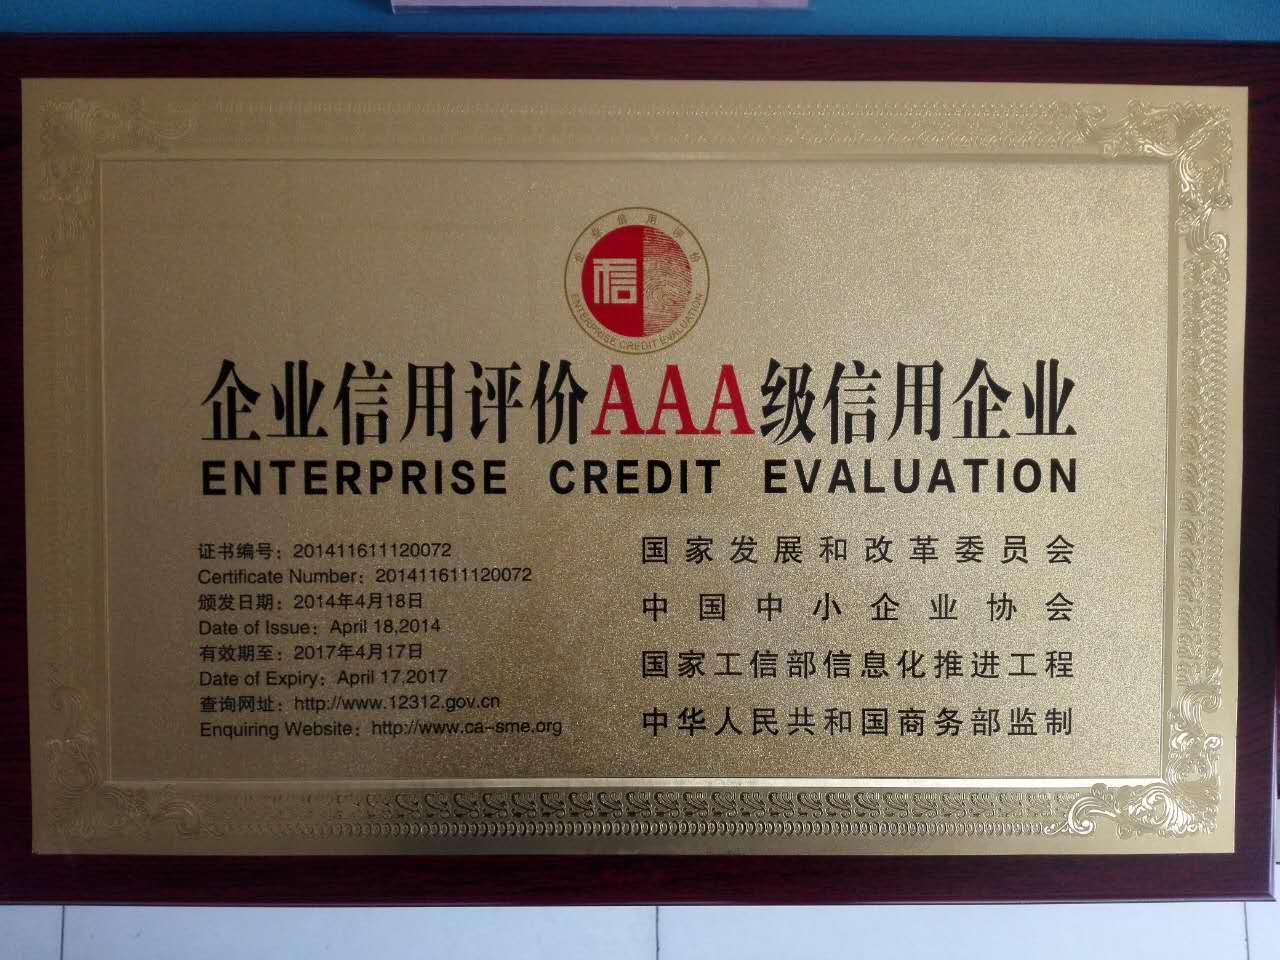 企业信用评价
信
ENTERPRISE CREDIT EVALUATION
企业信用评价AAA级信用企业
ENTERPRISE CREDIT EVALUATION
证书编号：201411611120072
Certificate Number：201411611120072
颁发日期：2014年4月18日
Date of Issue：April 18,2014
有效期至：2017年4月17日
Date of Expiry：April 17,2017
查询网址：http://www.12312.gov.cn
Enquiring Website：http://www.ca-sme.org
国家发展和改革委员会
中国中小企业协会
国家工信部信息化推进工程
中华人民共和国商务部监制